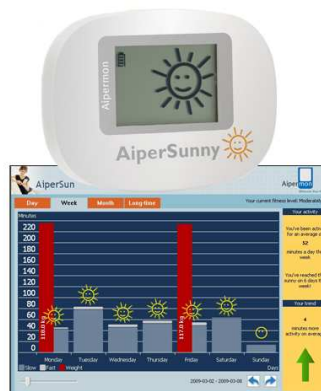 Aipermon
AiperSunny
AiperSun
Aipermon
Day Week Month Long-time
Your current fitness level: Moderately
Minutes
Your activity
220
200
180
160
140
120
100
80
60
40
20
0
You've been active
for an average of
52
minutes a day this
week
You've reached the
sunny on 6 days this
week!
Your trend
4
minutes more
activity on average
Monday Tuesday Wednesday Thursday Friday Saturday Sunday
Days
Slow Fast Weight
2009-03-02 - 2009-03-08